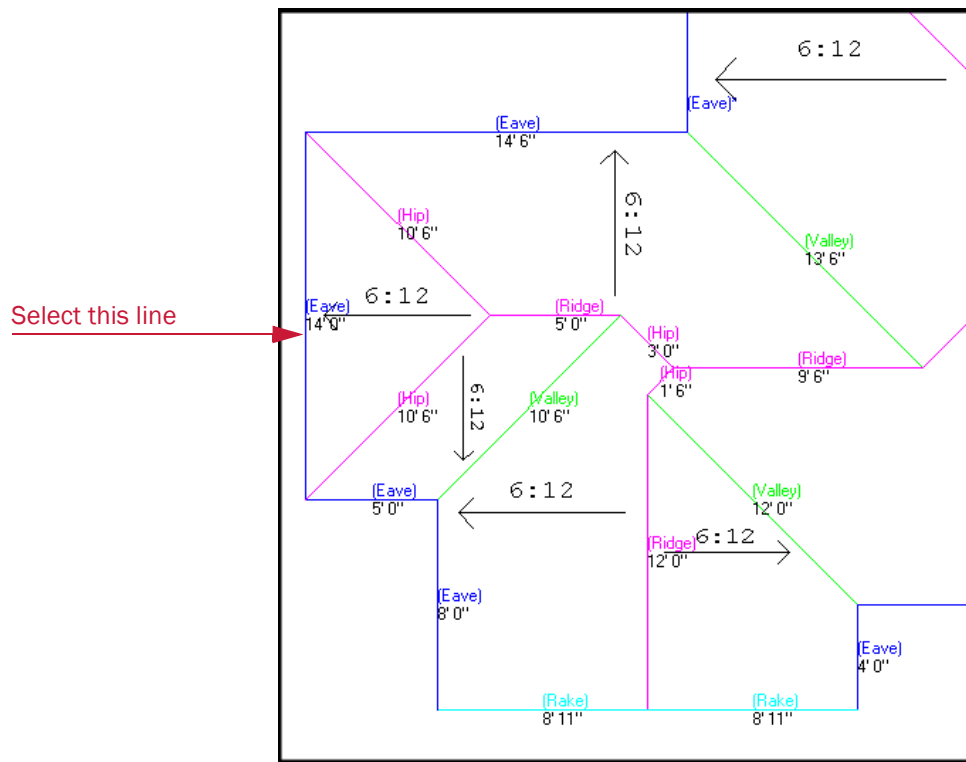 6:12
(Eave)"
(Eave)
14' 6"
6:12
(Hip)
10' 6"
(Valley)
13' 6"
Select this line
(Eave)
14' 0"
6:12
(Ridge)
5' 0"
(Hip)
3' 0"
(Ridge)
9' 6"
(Hip)
1' 6"
(Hip)
10' 6"
6:12
(Valley)
10' 6"
(Eave)
5' 0"
6:12
(Valley)
12' 0"
6:12
(Ridge)
12' 0"
(Eave)
8' 0"
(Eave)
4' 0"
(Rake)
8' 11"
(Rake)
8' 11"